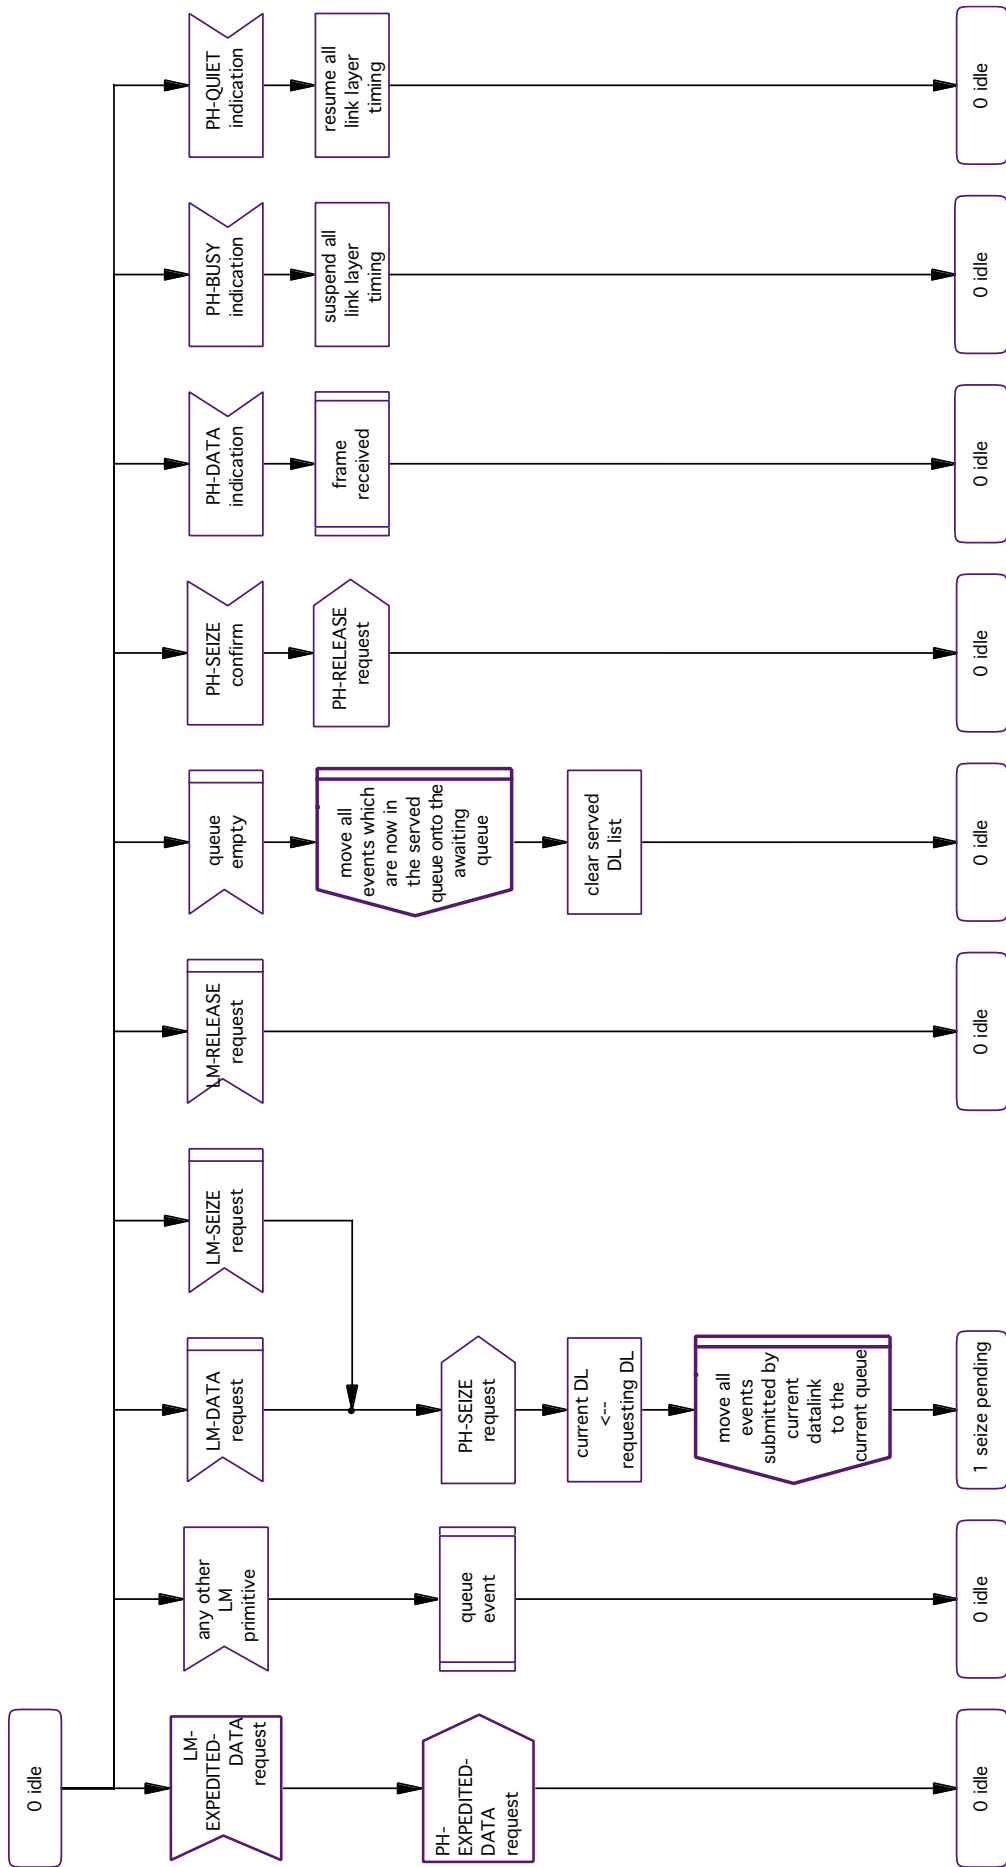 0 idle
LM-
EXPEDITED-
DATA
request
PH-
EXPEDITED-
DATA
request
0 idle
any other
LM
primitive
queue
event
0 idle
LM-DATA
request
PH-SEIZE
request
current DL
<--
requesting DL
move all
events
submitted by
current
datalink
to the
current queue
1 seize pending
LM-SEIZE
request
LM-RELEASE
request
0 idle
queue
empty
move all
events which
are now in
the served
queue onto the
awaiting
queue
clear served
DL list
0 idle
PH-SEIZE
confirm
PH-RELEASE
request
0 idle
PH-DATA
indication
frame
received
0 idle
PH-BUSY
indication
suspend all
link layer
timing
0 idle
PH-QUIET
indication
resume all
link layer
timing
0 idle